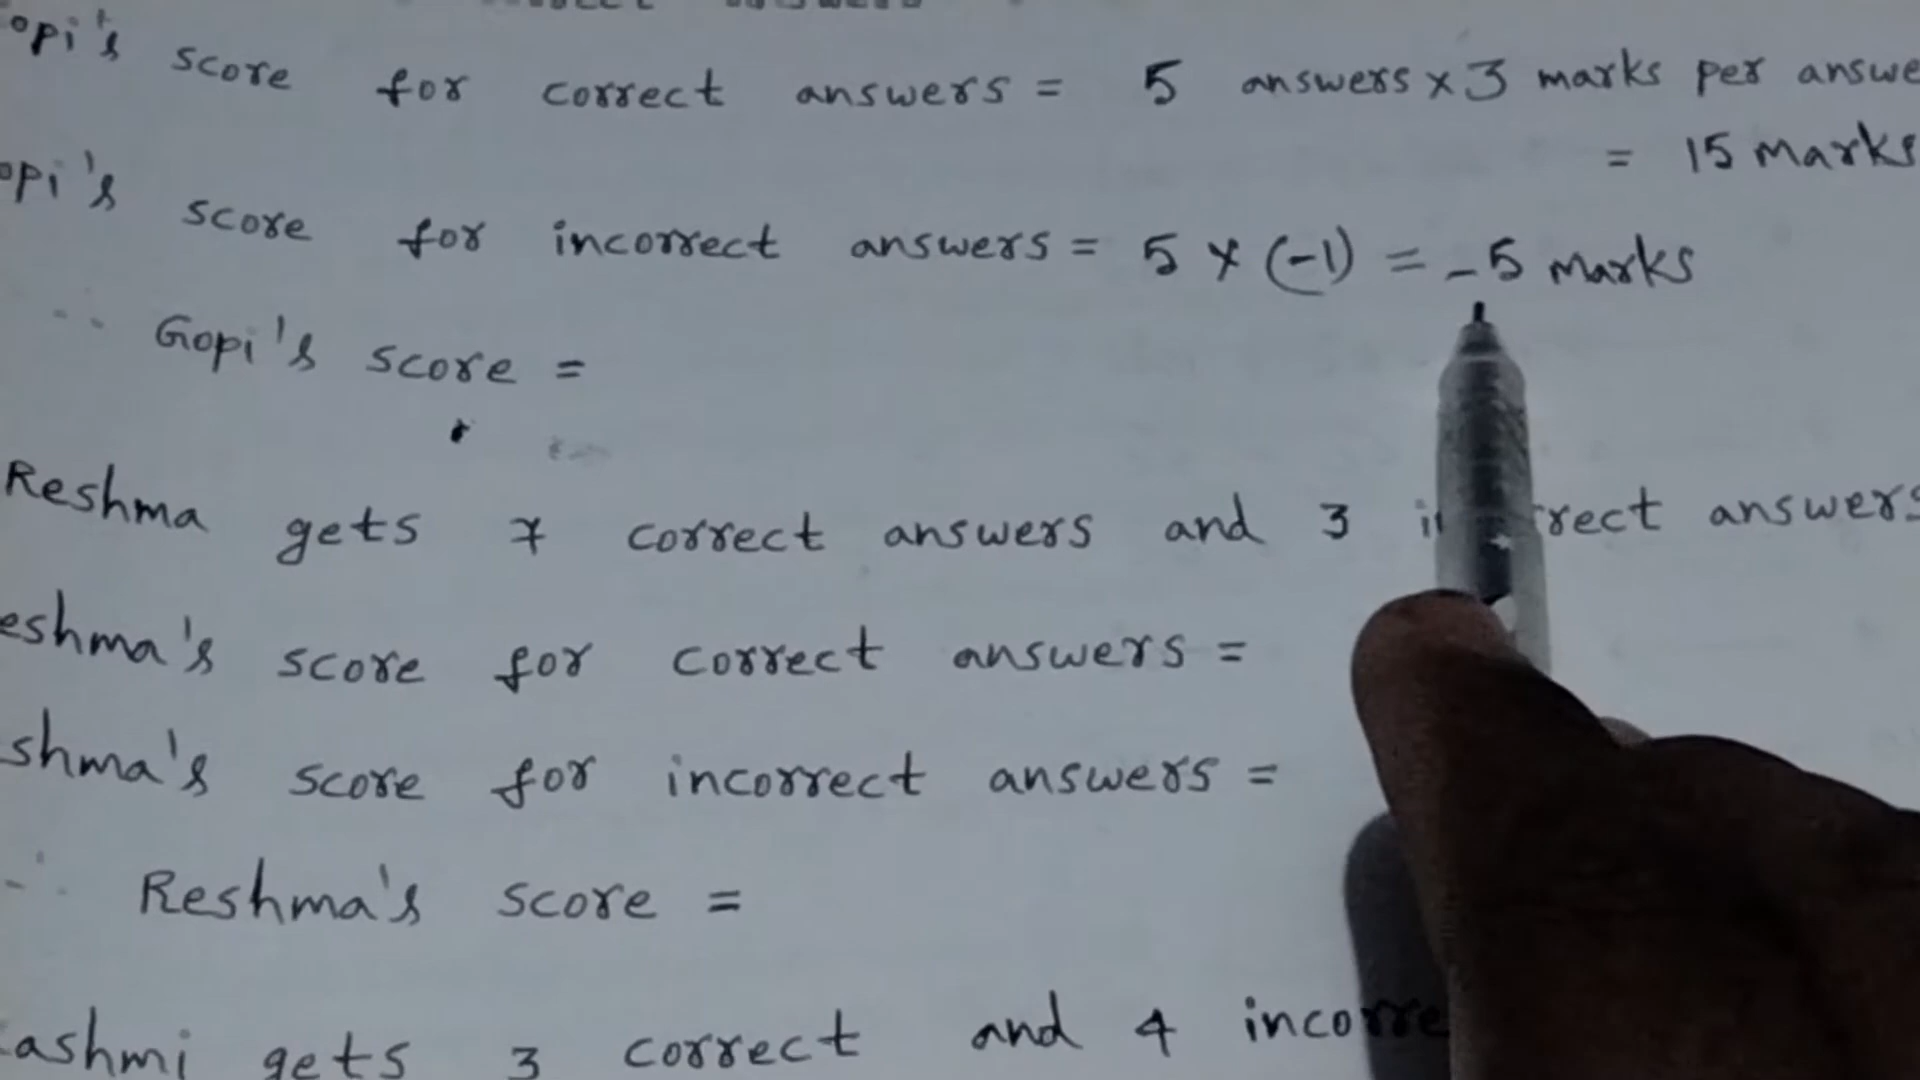 opi's score for correct answers = 5 answers x 3 marks per answe
= 15 marks
opi's score for incorrect answers = 5 x (-1) = -5 marks
Gopi's score =
Reshma gets 7 correct answers and 3 i rect answers
eshma's score for correct answers =
shma's score for incorrect answers =
Reshma's score =
ashmi gets 3 correct and 4 incorre